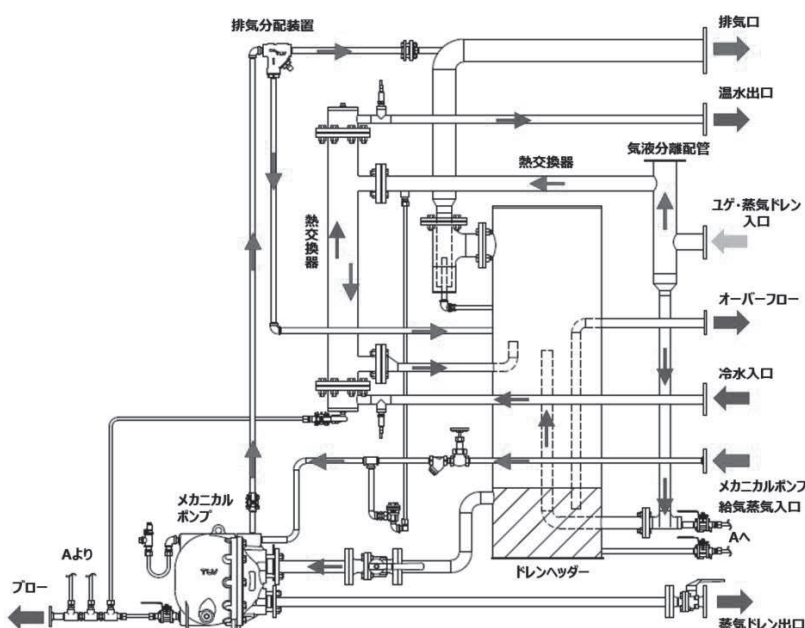 排気分配装置
排気口
温水出口
熱交換器
気液分離配管
熱交換器
ユゲ・蒸気ドレン
入口
オーバーフロー
冷水入口
メカニカルポンプ
給気蒸気入口
Aへ
メカニカル
ポンプ
Aより
ブロー
TLV
TLV
ドレンヘッダー
蒸気ドレン出口